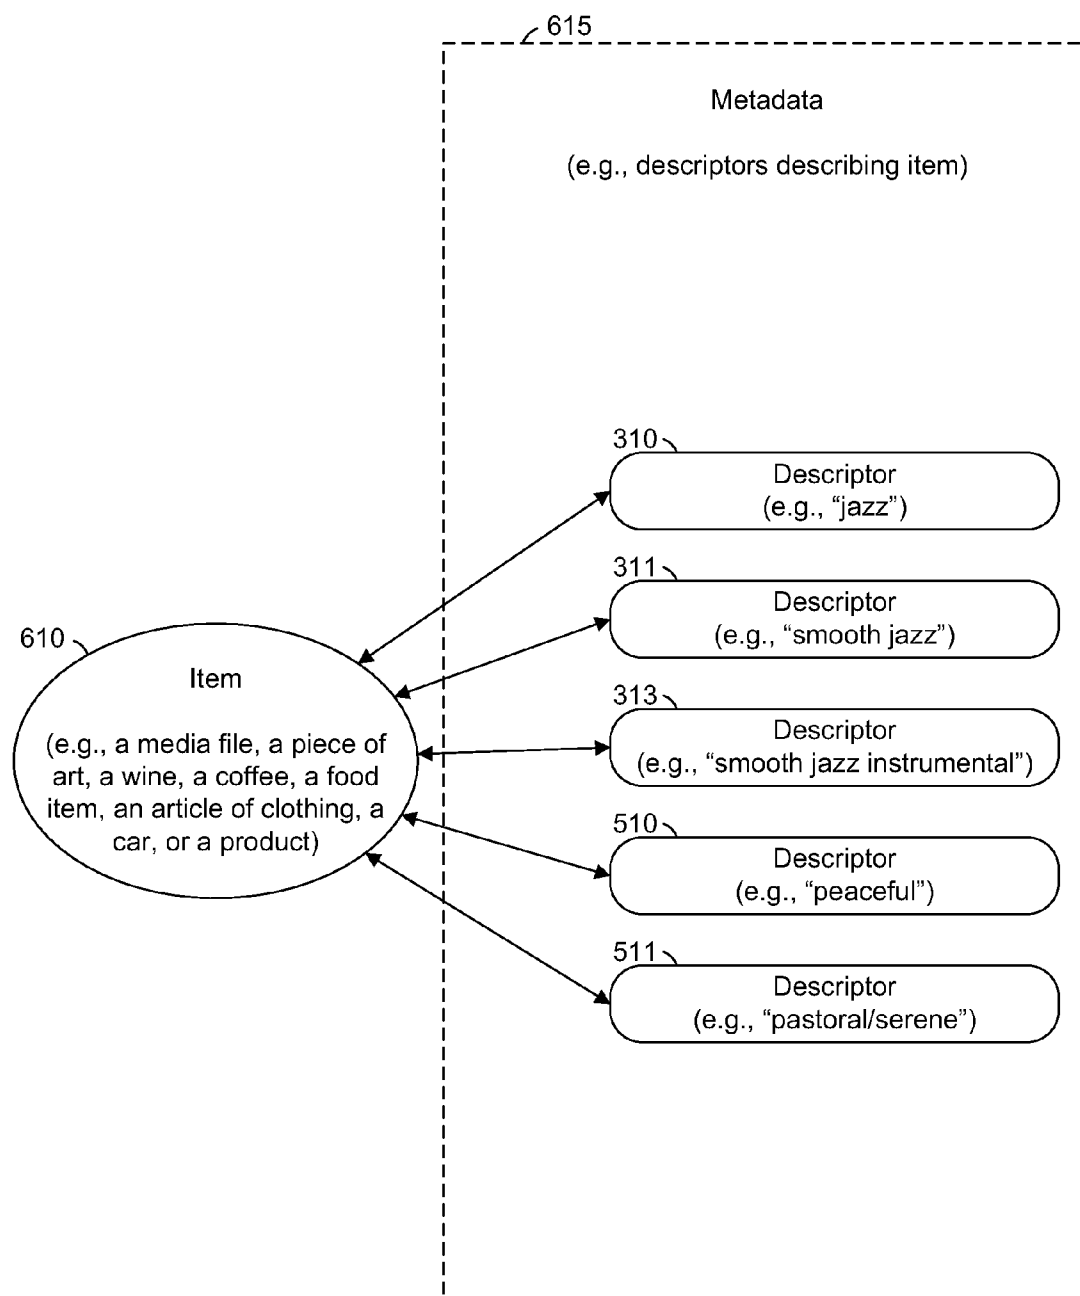 615
Metadata
(e.g., descriptors describing item)
310
Descriptor
(e.g., “jazz”)
311
Descriptor
(e.g., “smooth jazz”)
610
Item
(e.g., a media file, a piece of
art, a wine, a coffee, a food
item, an article of clothing, a
car, or a product)
313
Descriptor
(e.g., “smooth jazz instrumental”)
510
Descriptor
(e.g., “peaceful”)
511
Descriptor
(e.g., “pastoral/serene”)